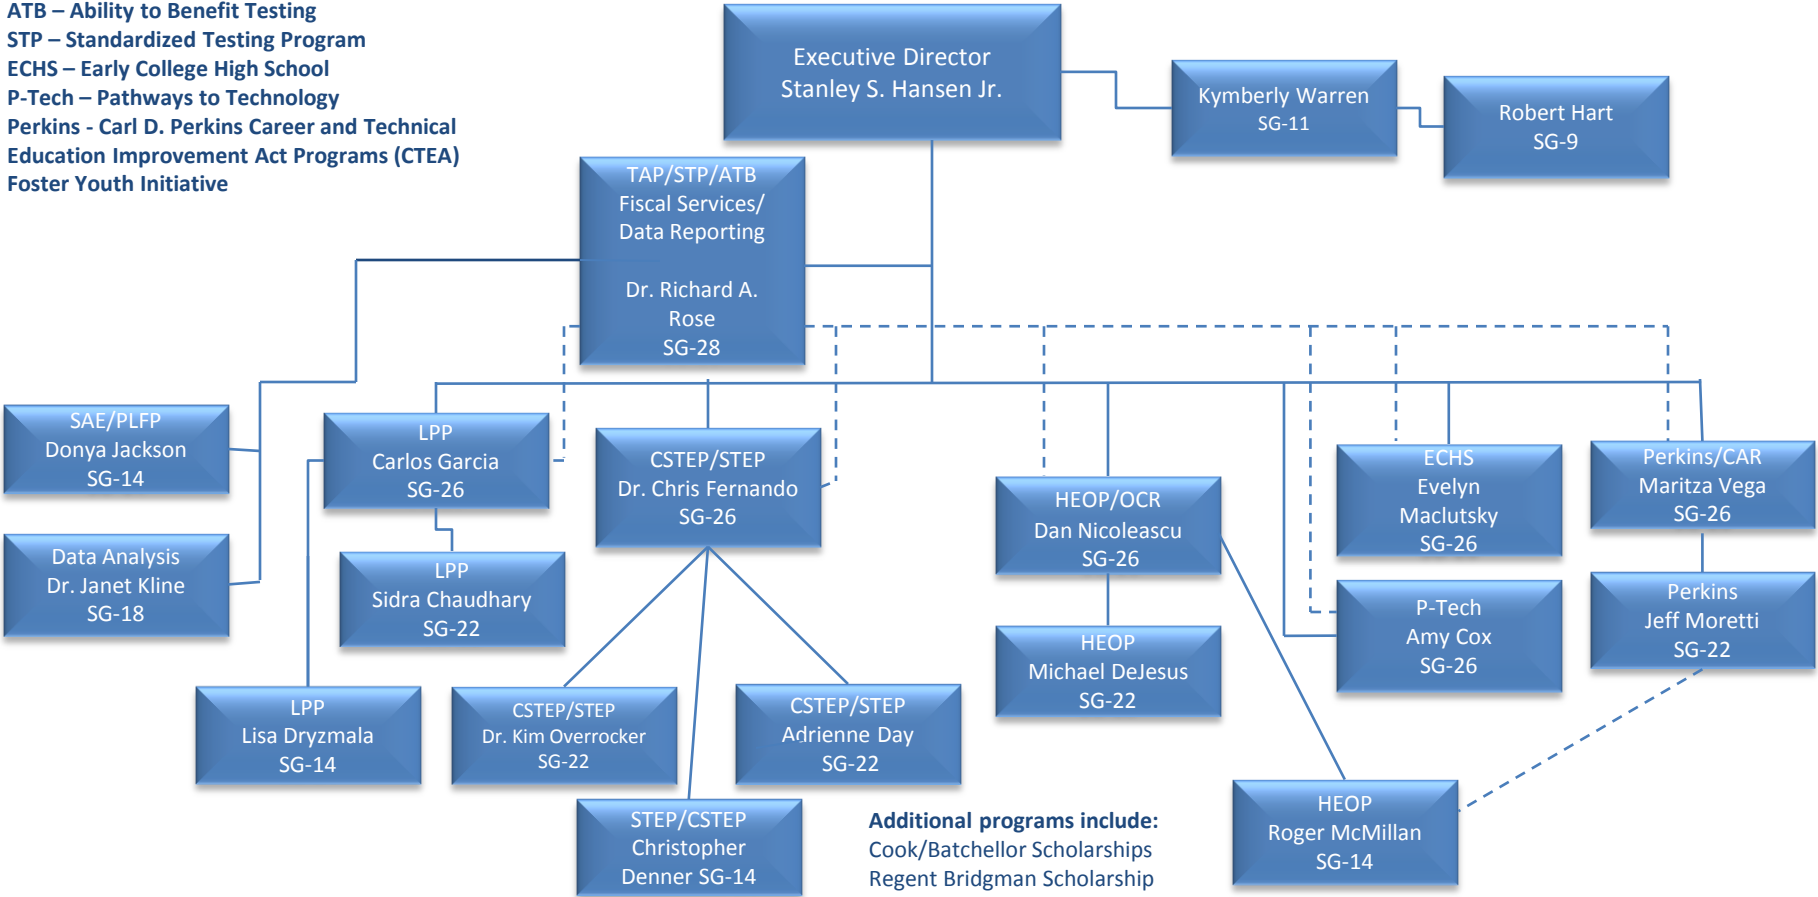 ATB – Ability to Benefit Testing
STP – Standardized Testing Program
ECHS – Early College High School
P-Tech – Pathways to Technology
Perkins - Carl D. Perkins Career and Technical
Education Improvement Act Programs (CTEA)
Foster Youth Initiative
Executive Director
Stanley S. Hansen Jr.
Kymberly Warren
SG-11
Robert Hart
SG-9
TAP/STP/ATB
Fiscal Services/
Data Reporting
Dr. Richard A.
Rose
SG-28
SAE/PLFP
Donya Jackson
SG-14
Data Analysis
Dr. Janet Kline
SG-18
LPP
Carlos Garcia
SG-26
LPP
Sidra Chaudhary
SG-22
LPP
Lisa Dryzmala
SG-14
CSTEP/STEP
Dr. Chris Fernando
SG-26
CSTEP/STEP
Dr. Kim Overrocker
SG-22
CSTEP/STEP
Adrienne Day
SG-22
STEP/CSTEP
Christopher
Denner SG-14
HEOP/OCR
Dan Nicoleascu
SG-26
HEOP
Michael DeJesus
SG-22
HEOP
Roger McMillan
SG-14
ECHS
Evelyn
Maclutsky
SG-26
P-Tech
Amy Cox
SG-26
Perkins/CAR
Maritza Vega
SG-26
Perkins
Jeff Moretti
SG-22
Additional programs include:
Cook/Batchellor Scholarships
Regent Bridgman Scholarship